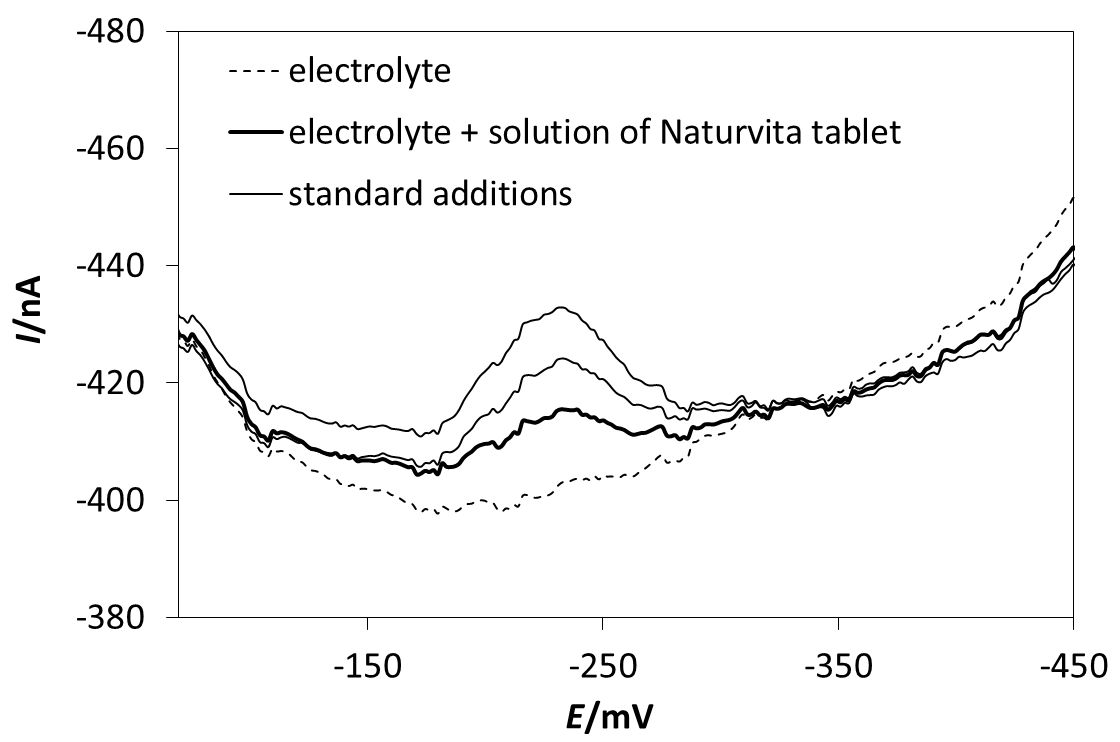 -480
electrolyte
electrolyte + solution of Naturvita tablet
standard additions
-460
-440
-420
-400
-380
I/nA
-150
-250
-350
-450
E/mV